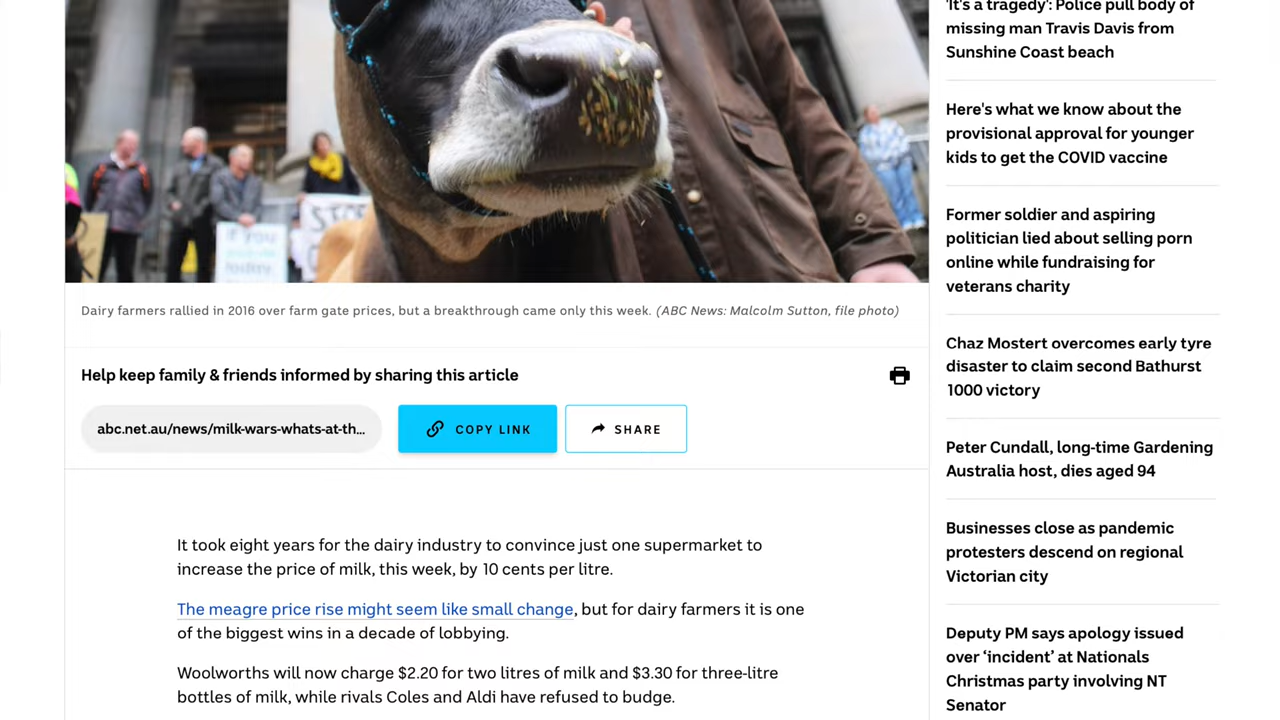 STOP
If you
today.
Dairy farmers rallied in 2016 over farm gate prices, but a breakthrough came only this week. (ABC News: Malcolm Sutton, file photo)
Help keep family & friends informed by sharing this article
abc.net.au/news/milk-wars-whats-at-th...
COPY LINK
SHARE
It took eight years for the dairy industry to convince just one supermarket to
increase the price of milk, this week, by 10 cents per litre.
The meagre price rise might seem like small change, but for dairy farmers it is one
of the biggest wins in a decade of lobbying.
Woolworths will now charge $2.20 for two litres of milk and $3.30 for three-litre
bottles of milk, while rivals Coles and Aldi have refused to budge.
'It's a tragedy': Police pull body of
missing man Travis Davis from
Sunshine Coast beach
Here's what we know about the
provisional approval for younger
kids to get the COVID vaccine
Former soldier and aspiring
politician lied about selling porn
online while fundraising for
veterans charity
Chaz Mostert overcomes early tyre
disaster to claim second Bathurst
1000 victory
Peter Cundall, long-time Gardening
Australia host, dies aged 94
Businesses close as pandemic
protesters descend on regional
Victorian city
Deputy PM says apology issued
over ‘incident’ at Nationals
Christmas party involving NT
Senator